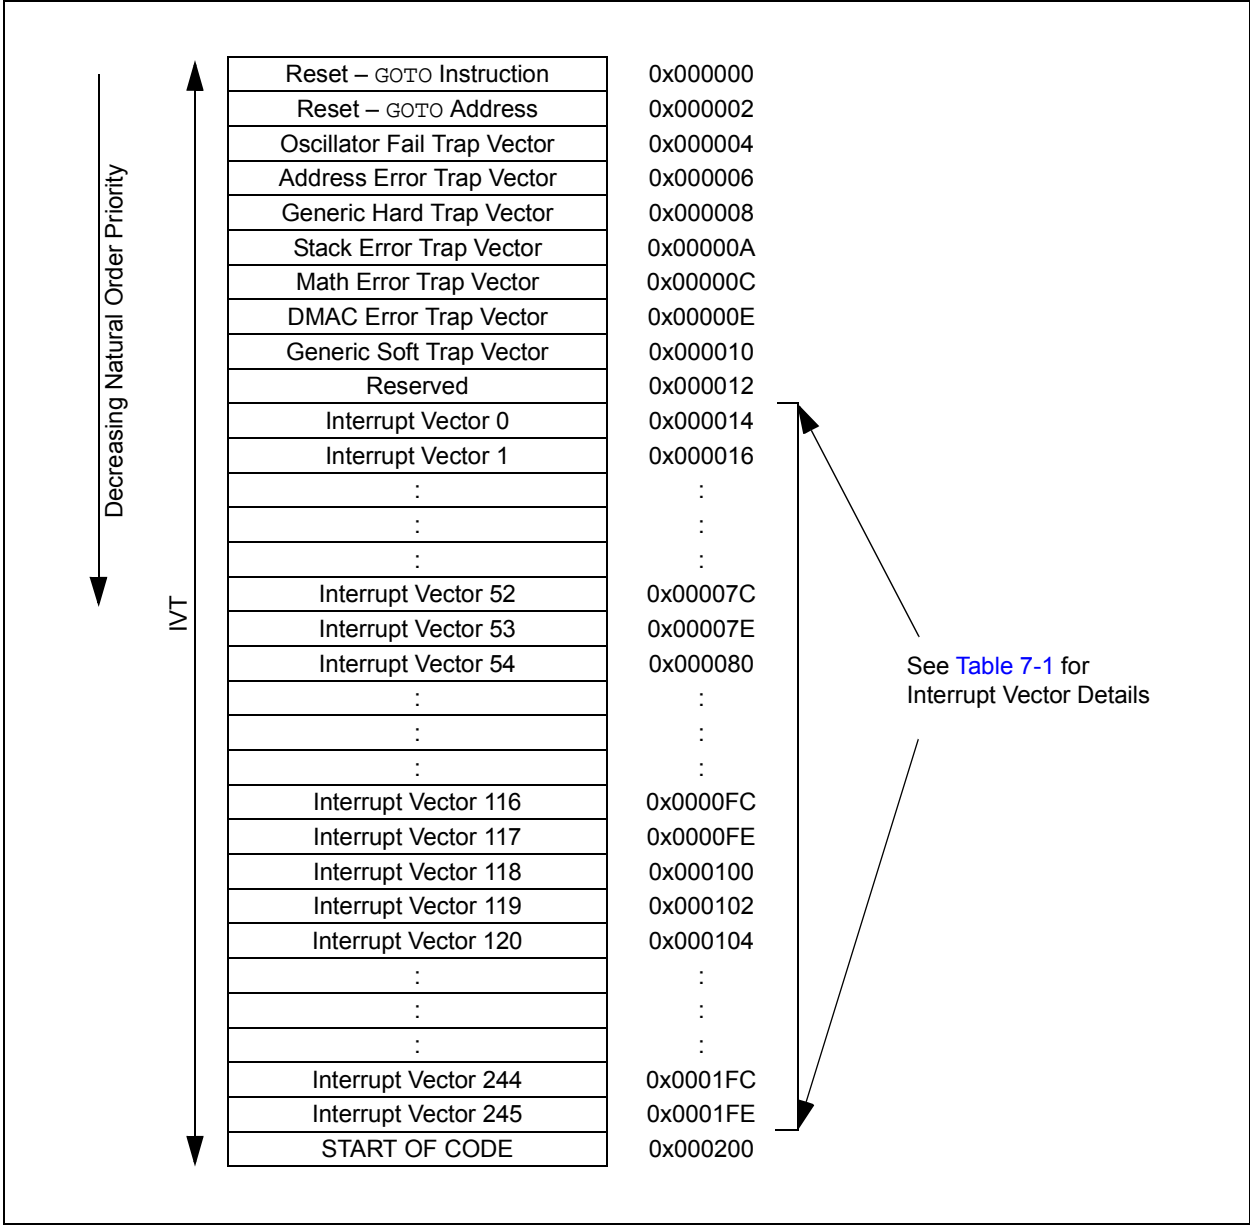 Decreasing Natural Order Priority
IVT
Reset – GOTO Instruction 0x000000
Reset – GOTO Address 0x000002
Oscillator Fail Trap Vector 0x000004
Address Error Trap Vector 0x000006
Generic Hard Trap Vector 0x000008
Stack Error Trap Vector 0x00000A
Math Error Trap Vector 0x00000C
DMAC Error Trap Vector 0x00000E
Generic Soft Trap Vector 0x000010
Reserved 0x000012
Interrupt Vector 0 0x000014
Interrupt Vector 1 0x000016
: :
: :
: :
Interrupt Vector 52 0x00007C
Interrupt Vector 53 0x00007E
Interrupt Vector 54 0x000080
: :
: :
: :
Interrupt Vector 116 0x0000FC
Interrupt Vector 117 0x0000FE
Interrupt Vector 118 0x000100
Interrupt Vector 119 0x000102
Interrupt Vector 120 0x000104
: :
: :
: :
Interrupt Vector 244 0x0001FC
Interrupt Vector 245 0x0001FE
START OF CODE 0x000200
See Table 7-1 for
Interrupt Vector Details